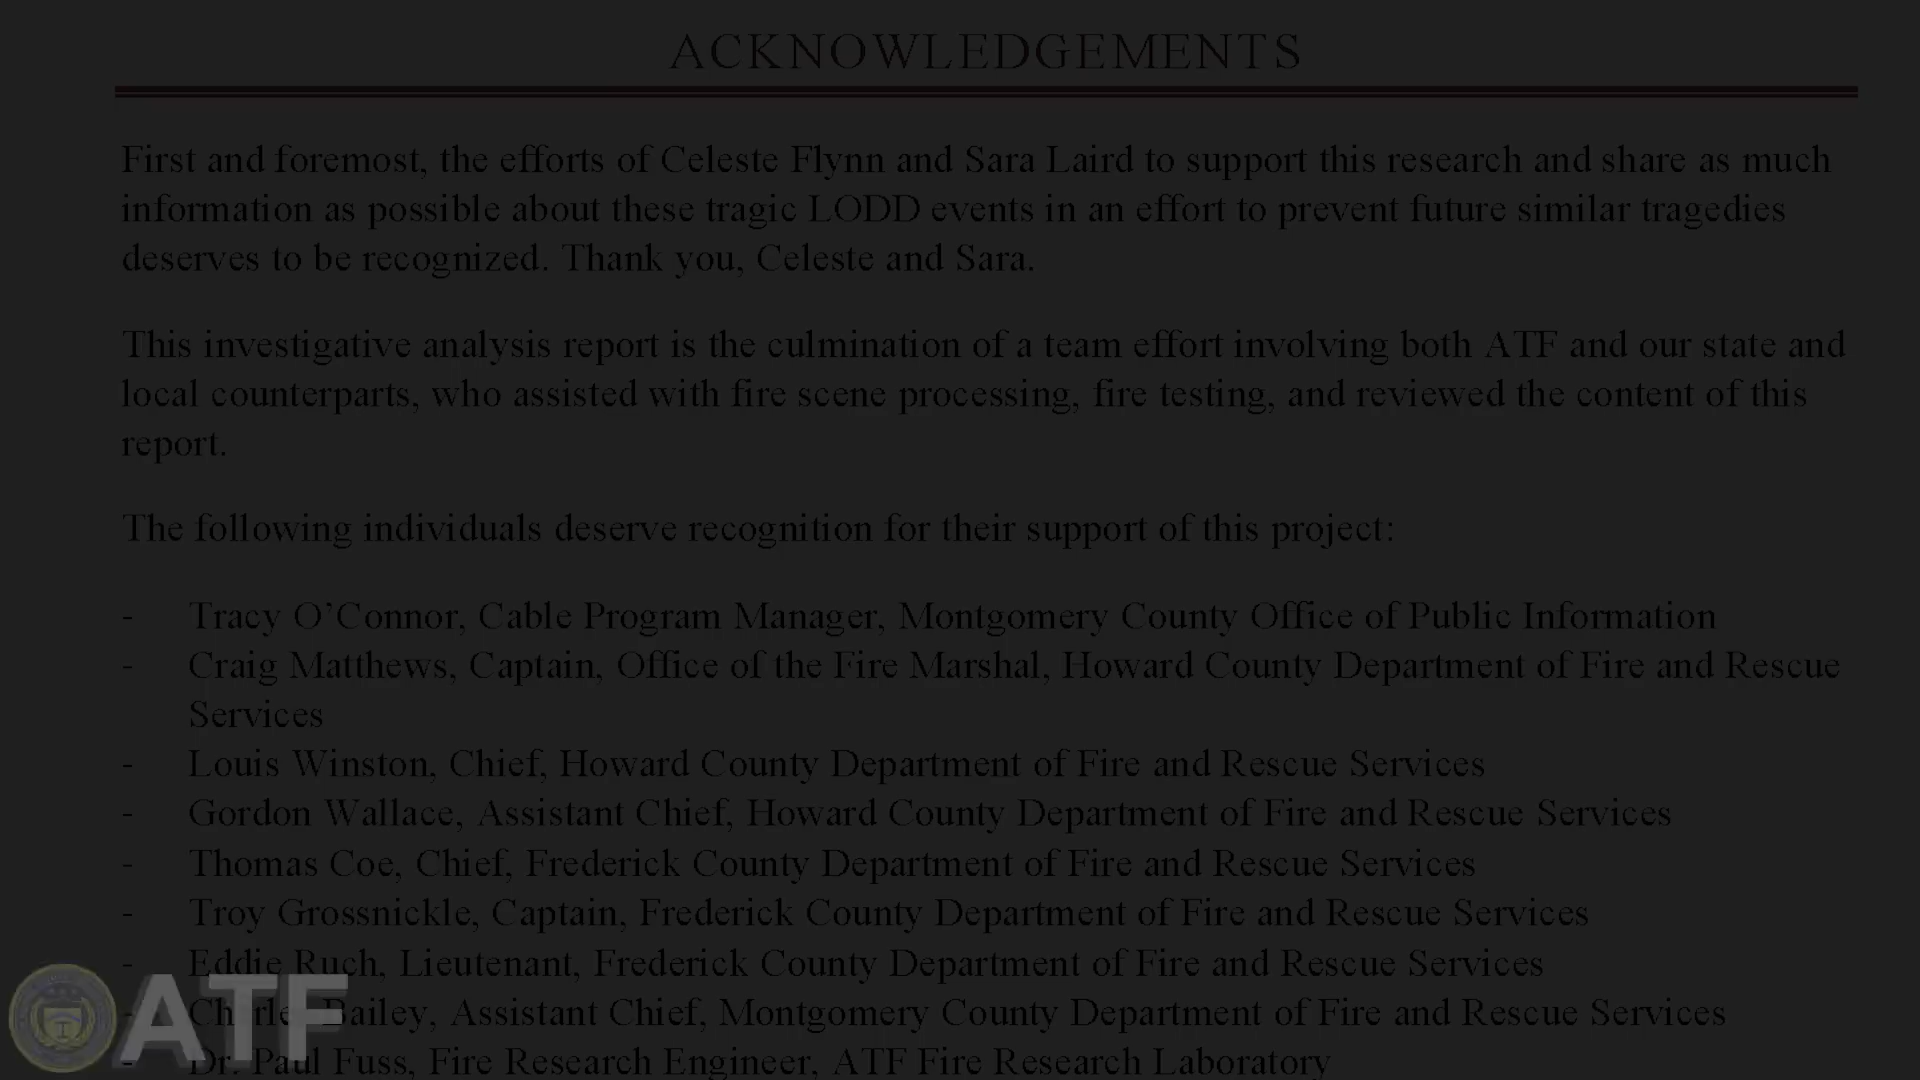 ACKNOWLEDGEMENTS
First and foremost, the efforts of Celeste Flynn and Sara Laird to support this research and share as much
information as possible about these tragic LODD events in an effort to prevent future similar tragedies
deserves to be recognized. Thank you, Celeste and Sara.
This investigative analysis report is the culmination of a team effort involving both ATF and our state and
local counterparts, who assisted with fire scene processing, fire testing, and reviewed the content of this
report.
The following individuals deserve recognition for their support of this project:
- Tracy O’Connor, Cable Program Manager, Montgomery County Office of Public Information
- Craig Matthews, Captain, Office of the Fire Marshal, Howard County Department of Fire and Rescue
Services
- Louis Winston, Chief, Howard County Department of Fire and Rescue Services
- Gordon Wallace, Assistant Chief, Howard County Department of Fire and Rescue Services
- Thomas Coe, Chief, Frederick County Department of Fire and Rescue Services
- Troy Grossnickle, Captain, Frederick County Department of Fire and Rescue Services
- Eddie Ruch, Lieutenant, Frederick County Department of Fire and Rescue Services
- Charles Bailey, Assistant Chief, Montgomery County Department of Fire and Rescue Services
- Dr. Paul Fuss, Fire Research Engineer, ATF Fire Research Laboratory
ATF